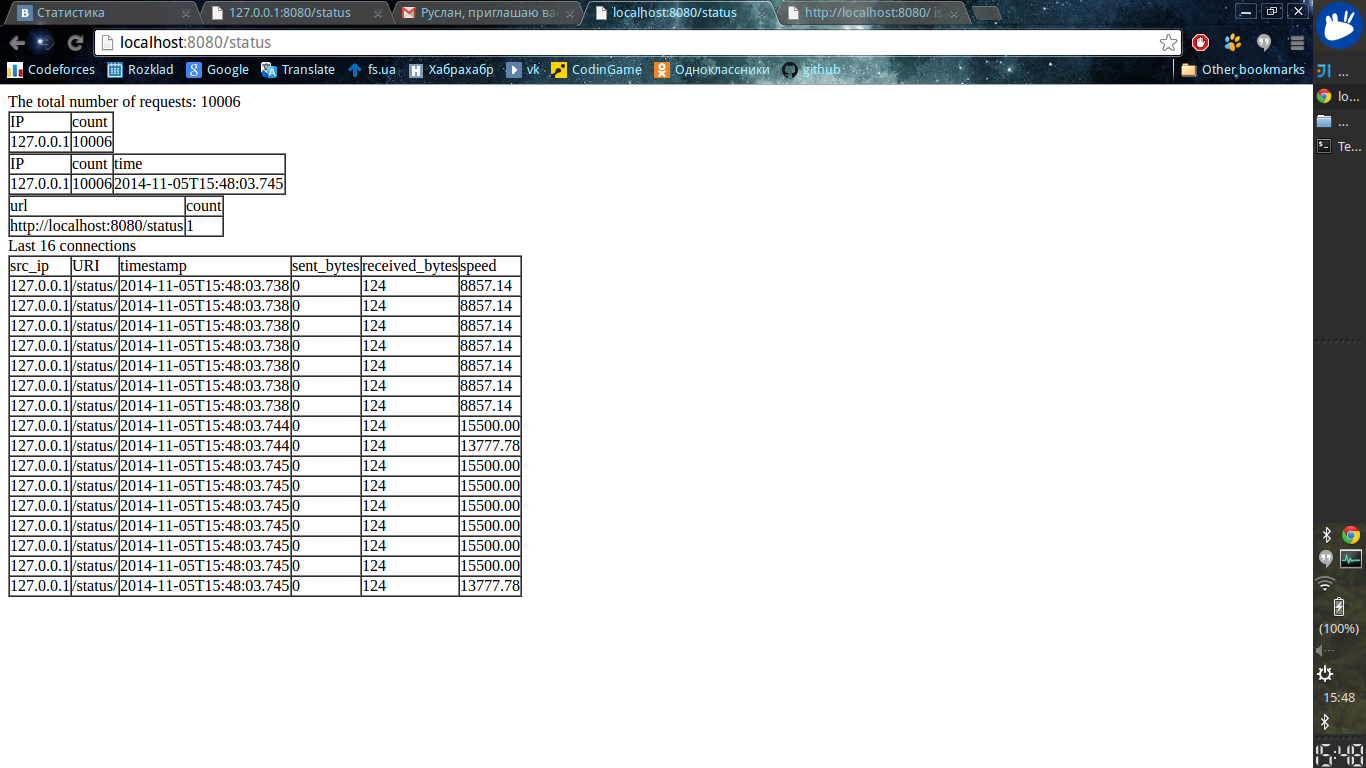 Статистика
127.0.0.1:8080/status
Руслан, приглашаю ва
localhost:8080/status
http://localhost:8080/ is
localhost:8080/status
Codeforces Rozklad Google Translate fs.ua Хабрахабр vk CodinGame Одноклассники github Other bookmarks
The total number of requests: 10006
IP count
127.0.0.1 10006
IP count time
127.0.0.1 10006 2014-11-05T15:48:03.745
url count
http://localhost:8080/status 1
Last 16 connections
src_ip URI timestamp sent_bytes received_bytes speed
127.0.0.1 /status/ 2014-11-05T15:48:03.738 0 124 8857.14
127.0.0.1 /status/ 2014-11-05T15:48:03.738 0 124 8857.14
127.0.0.1 /status/ 2014-11-05T15:48:03.738 0 124 8857.14
127.0.0.1 /status/ 2014-11-05T15:48:03.738 0 124 8857.14
127.0.0.1 /status/ 2014-11-05T15:48:03.738 0 124 8857.14
127.0.0.1 /status/ 2014-11-05T15:48:03.738 0 124 8857.14
127.0.0.1 /status/ 2014-11-05T15:48:03.738 0 124 8857.14
127.0.0.1 /status/ 2014-11-05T15:48:03.744 0 124 15500.00
127.0.0.1 /status/ 2014-11-05T15:48:03.744 0 124 13777.78
127.0.0.1 /status/ 2014-11-05T15:48:03.745 0 124 15500.00
127.0.0.1 /status/ 2014-11-05T15:48:03.745 0 124 15500.00
127.0.0.1 /status/ 2014-11-05T15:48:03.745 0 124 15500.00
127.0.0.1 /status/ 2014-11-05T15:48:03.745 0 124 15500.00
127.0.0.1 /status/ 2014-11-05T15:48:03.745 0 124 15500.00
127.0.0.1 /status/ 2014-11-05T15:48:03.745 0 124 15500.00
127.0.0.1 /status/ 2014-11-05T15:48:03.745 0 124 13777.78
...
lo...
...
Te...
(100%)
15:48
15:48